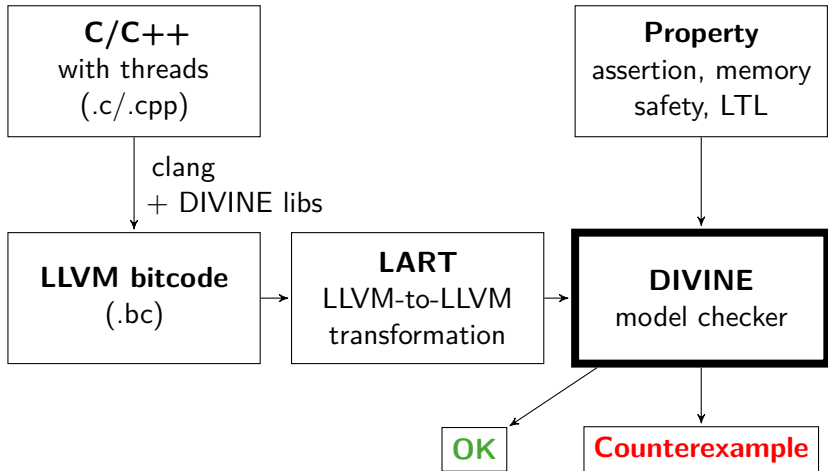 C/C++
with threads
(.c/.cpp)
Property
assertion, memory
safety, LTL
clang
+ DIVINE libs
LLVM bitcode
(.bc)
LART
LLVM-to-LLVM
transformation
DIVINE
model checker
OK
Counterexample